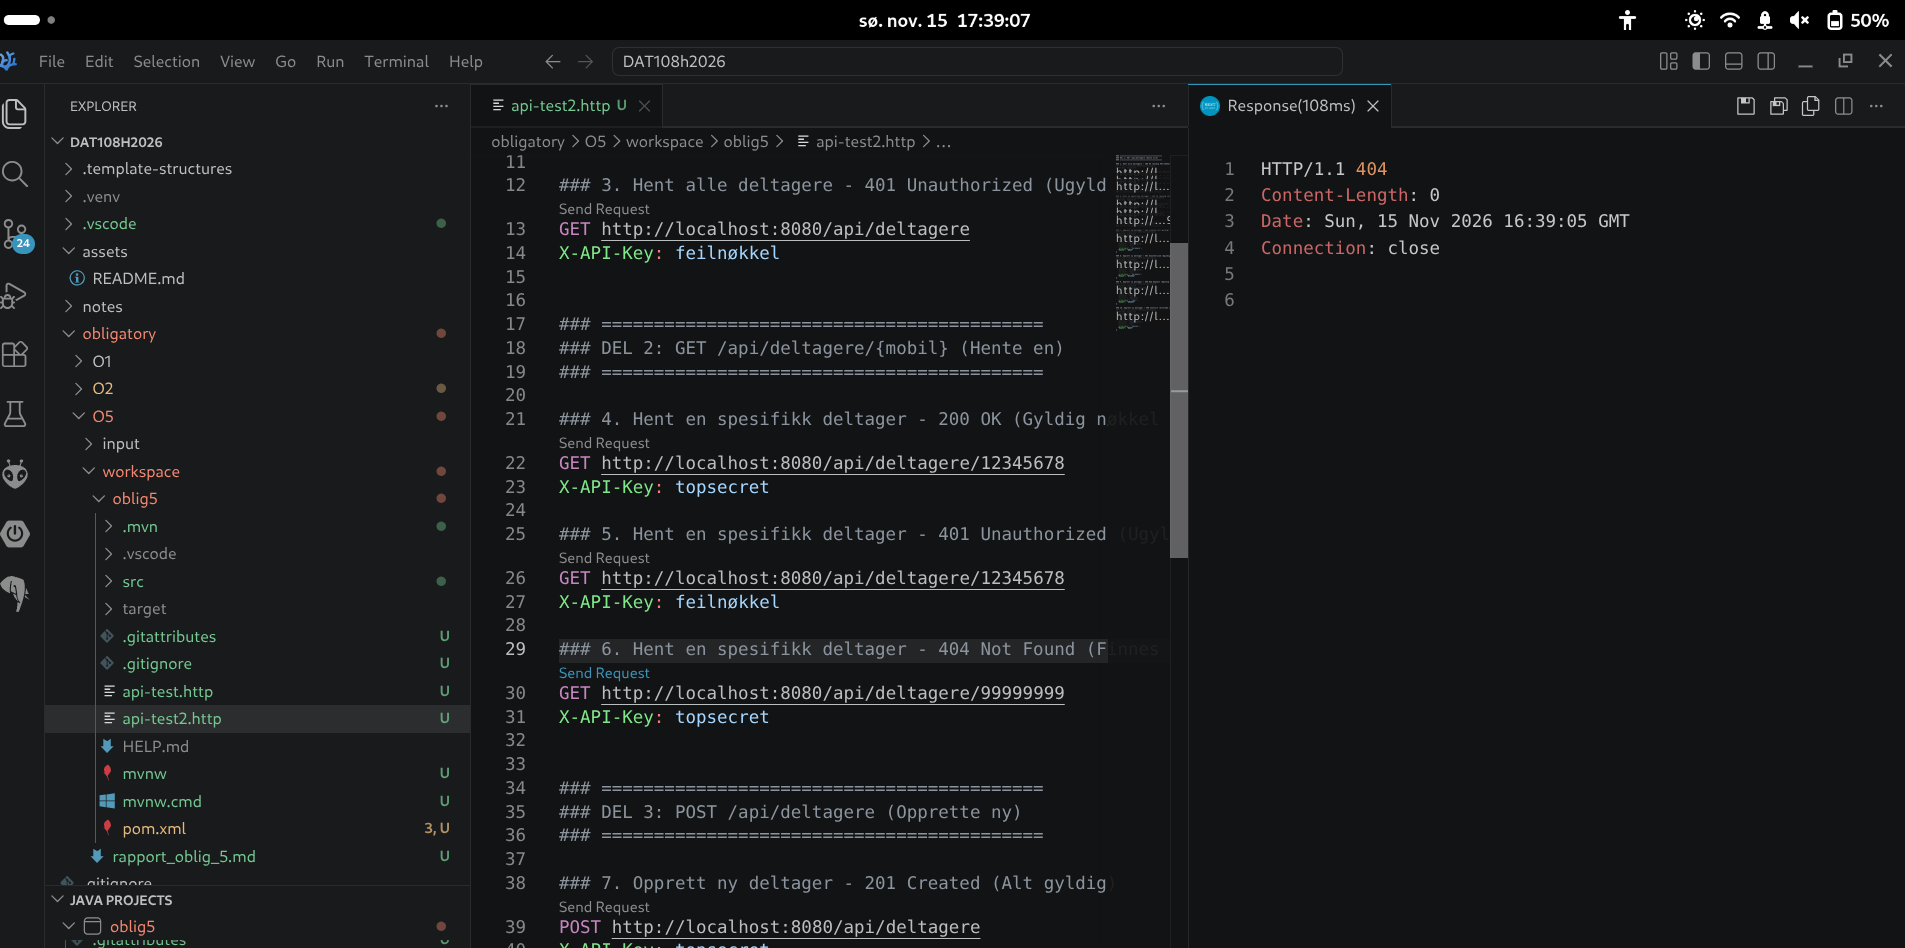 sø. nov. 15 17:39:07
50%
File Edit Selection View Go Run Terminal Help
DAT108h2026
EXPLORER
DAT108H2026
.template-structures
.venv
.vscode
assets
README.md
notes
obligatory
O1
O2
O5
input
workspace
oblig5
.mvn
.vscode
src
target
.gitattributes U
.gitignore U
api-test.http U
api-test2.http U
HELP.md
mvnw U
mvnw.cmd U
pom.xml 3, U
rapport_oblig_5.md U
.gitignore
JAVA PROJECTS
oblig5
.gitattributes U
24
api-test2.http U
obligatory > O5 > workspace > oblig5 > api-test2.http > ...
11
12 ### 3. Hent alle deltagere - 401 Unauthorized (Ugyld
Send Request
13 GET http://localhost:8080/api/deltagere
14 X-API-Key: feilnøkkel
15
16
17 ### ==========================================
18 ### DEL 2: GET /api/deltagere/{mobil} (Hente en)
19 ### ==========================================
20
21 ### 4. Hent en spesifikk deltager - 200 OK (Gyldig nøkkel
Send Request
22 GET http://localhost:8080/api/deltagere/12345678
23 X-API-Key: topsecret
24
25 ### 5. Hent en spesifikk deltager - 401 Unauthorized (Ugyl
Send Request
26 GET http://localhost:8080/api/deltagere/12345678
27 X-API-Key: feilnøkkel
28
29 ### 6. Hent en spesifikk deltager - 404 Not Found (Finnes
Send Request
30 GET http://localhost:8080/api/deltagere/99999999
31 X-API-Key: topsecret
32
33
34 ### ==========================================
35 ### DEL 3: POST /api/deltagere (Opprette ny)
36 ### ==========================================
37
38 ### 7. Opprett ny deltager - 201 Created (Alt gyldig)
Send Request
39 POST http://localhost:8080/api/deltagere
40 X-API-Key: topsecret
Response(108ms)
1 HTTP/1.1 404
2 Content-Length: 0
3 Date: Sun, 15 Nov 2026 16:39:05 GMT
4 Connection: close
5
6